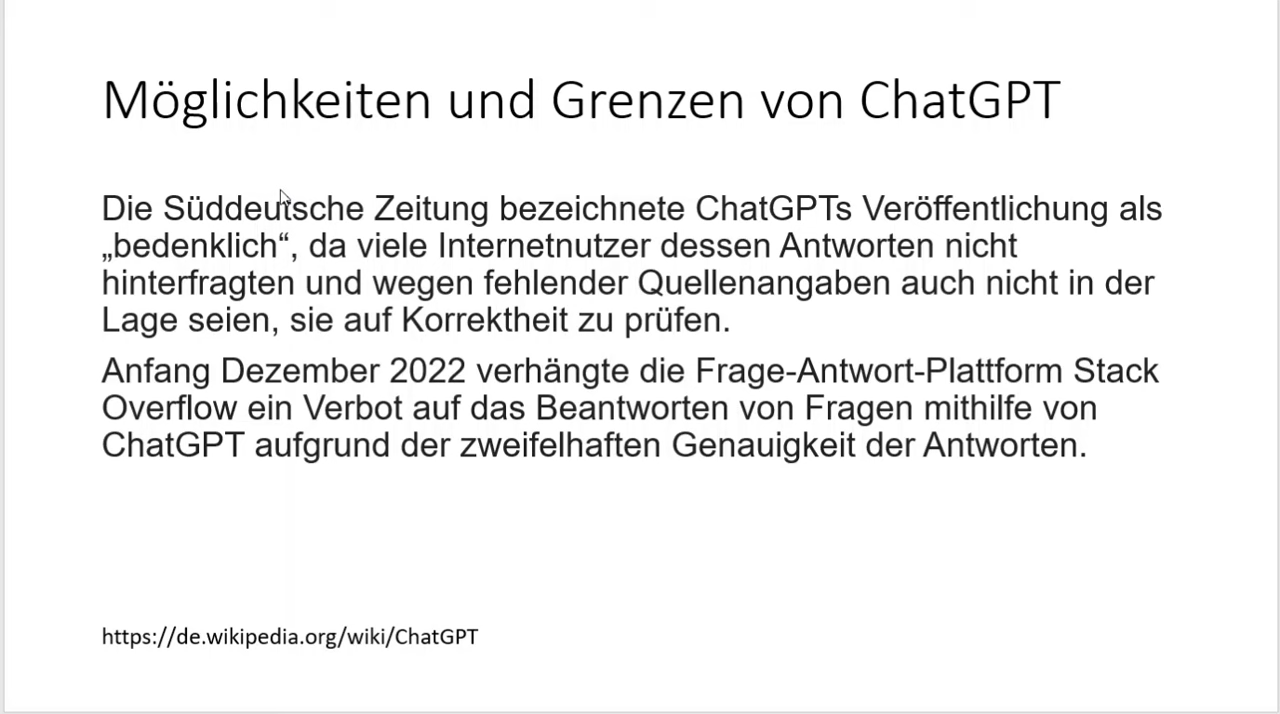 Möglichkeiten und Grenzen von ChatGPT
Die Süddeutsche Zeitung bezeichnete ChatGPTs Veröffentlichung als
„bedenklich“, da viele Internetnutzer dessen Antworten nicht
hinterfragten und wegen fehlender Quellenangaben auch nicht in der
Lage seien, sie auf Korrektheit zu prüfen.
Anfang Dezember 2022 verhängte die Frage-Antwort-Plattform Stack
Overflow ein Verbot auf das Beantworten von Fragen mithilfe von
ChatGPT aufgrund der zweifelhaften Genauigkeit der Antworten.
https://de.wikipedia.org/wiki/ChatGPT